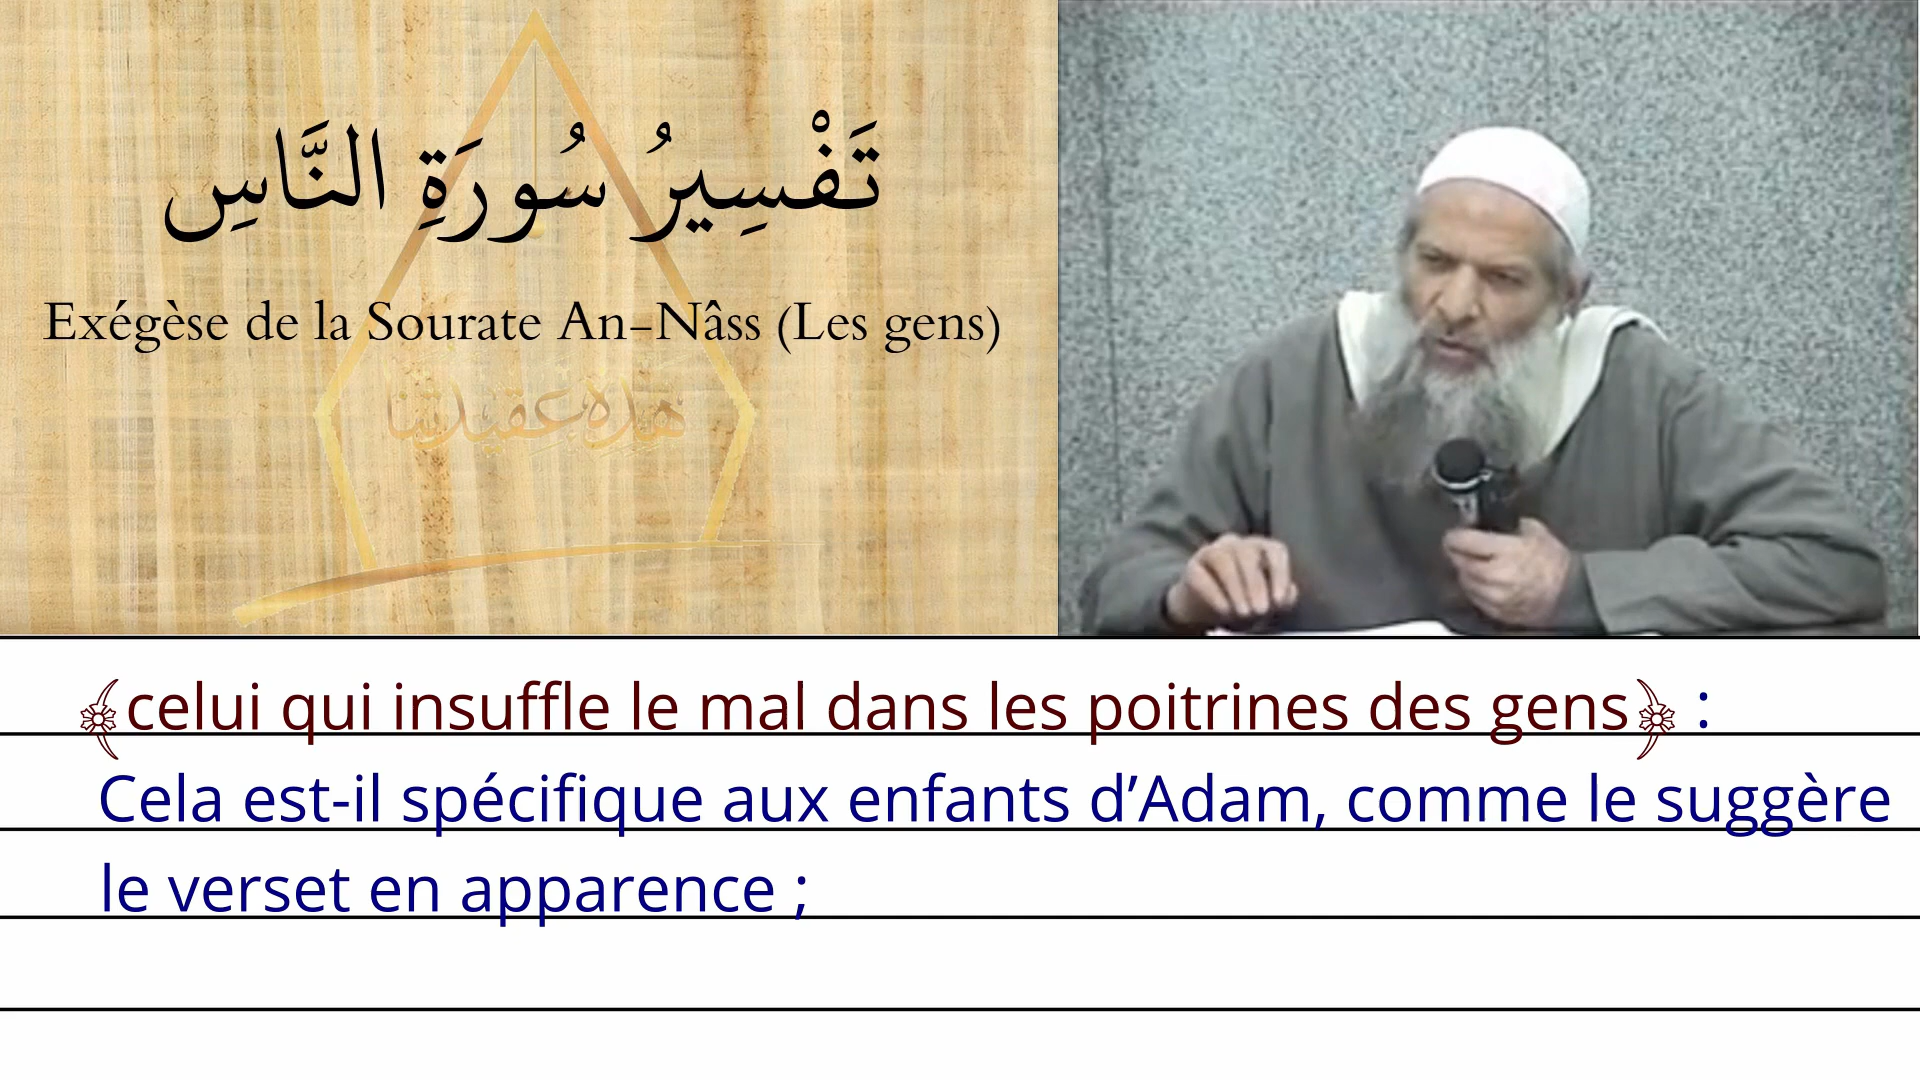 تَفْسِيرُ سُورَةِ النَّاسِ
Exégèse de la Sourate An-Nâss (Les gens)
هذه عقيدتنا
﴾celui qui insuffle le mal dans les poitrines des gens﴿ :
Cela est-il spécifique aux enfants d’Adam, comme le suggère
le verset en apparence ;